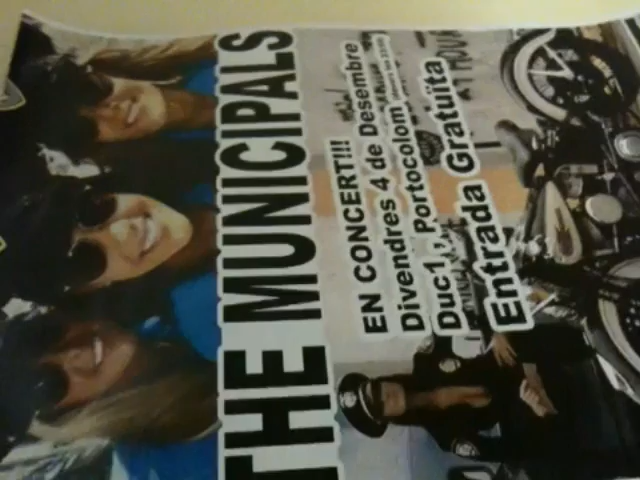 THE MUNICIPALS
EN CONCERT!!!
Divendres 4 de Desembre
Duc1, Portocolom
Entrada Gratuïta